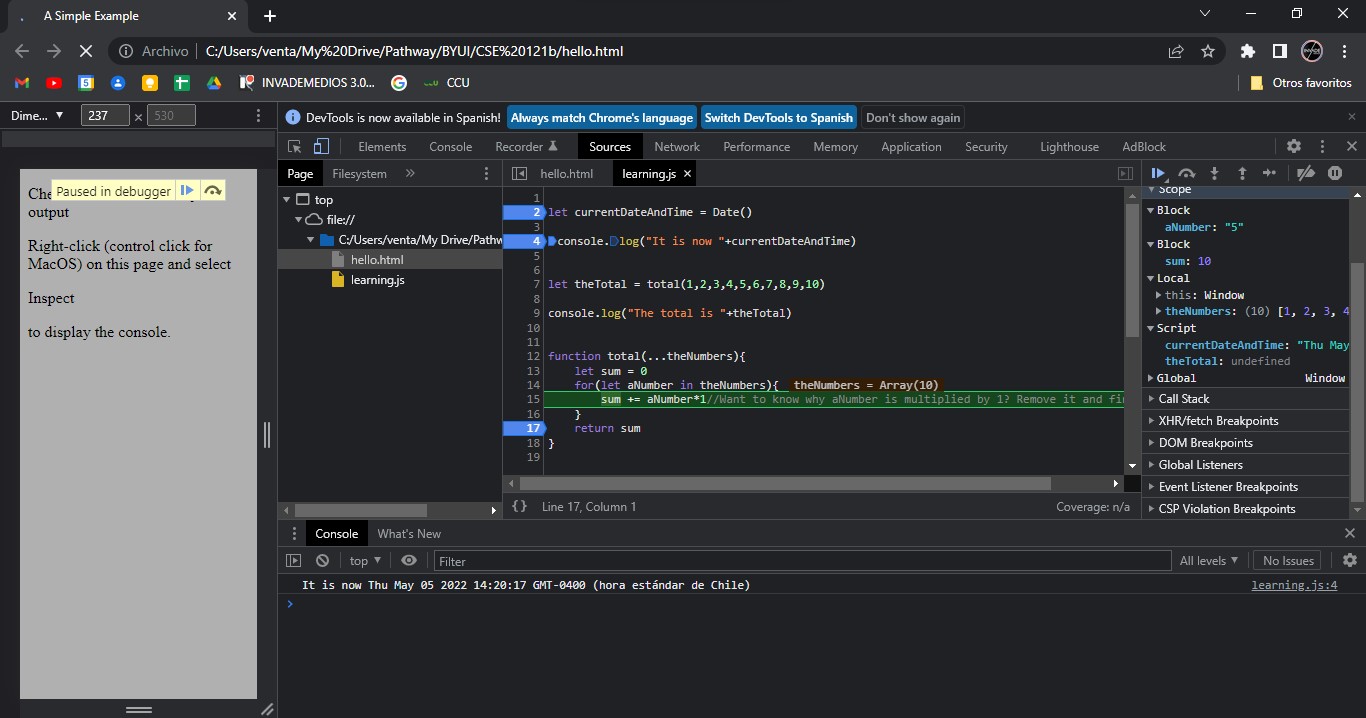 A Simple Example
Archivo C:/Users/venta/My%20Drive/Pathway/BYUI/CSE%20121b/hello.html
INVADEMEDIOS 3.0... CCU Otros favoritos
Dime... ▼ 237 × 530
DevTools is now available in Spanish! Always match Chrome's language Switch DevTools to Spanish Don't show again
Elements Console Recorder Sources Network Performance Memory Application Security Lighthouse AdBlock
Page Filesystem »
hello.html learning.js ×
Paused in debugger
output
Right-click (control click for
MacOS) on this page and select
Inspect
to display the console.
top
file://
C:/Users/venta/My Drive/Pathw
hello.html
learning.js
1
2 let currentDateAndTime = Date()
3
4 console.log("It is now "+currentDateAndTime)
5
6
7 let theTotal = total(1,2,3,4,5,6,7,8,9,10)
8
9 console.log("The total is "+theTotal)
10
11
12 function total(...theNumbers){
13 let sum = 0
14 for(let aNumber in theNumbers){ theNumbers = Array(10)
15 sum += aNumber*1//Want to know why aNumber is multiplied by 1? Remove it and fi
16 }
17 return sum
18 }
19
{} Line 17, Column 1 Coverage: n/a
Scope
Block
aNumber: "5"
Block
sum: 10
Local
this: Window
theNumbers: (10) [1, 2, 3, 4
Script
currentDateAndTime: "Thu May
theTotal: undefined
Global Window
Call Stack
XHR/fetch Breakpoints
DOM Breakpoints
Global Listeners
Event Listener Breakpoints
CSP Violation Breakpoints
Console What's New
top ▼ Filter All levels ▼ No Issues
It is now Thu May 05 2022 14:20:17 GMT-0400 (hora estándar de Chile) learning.js:4